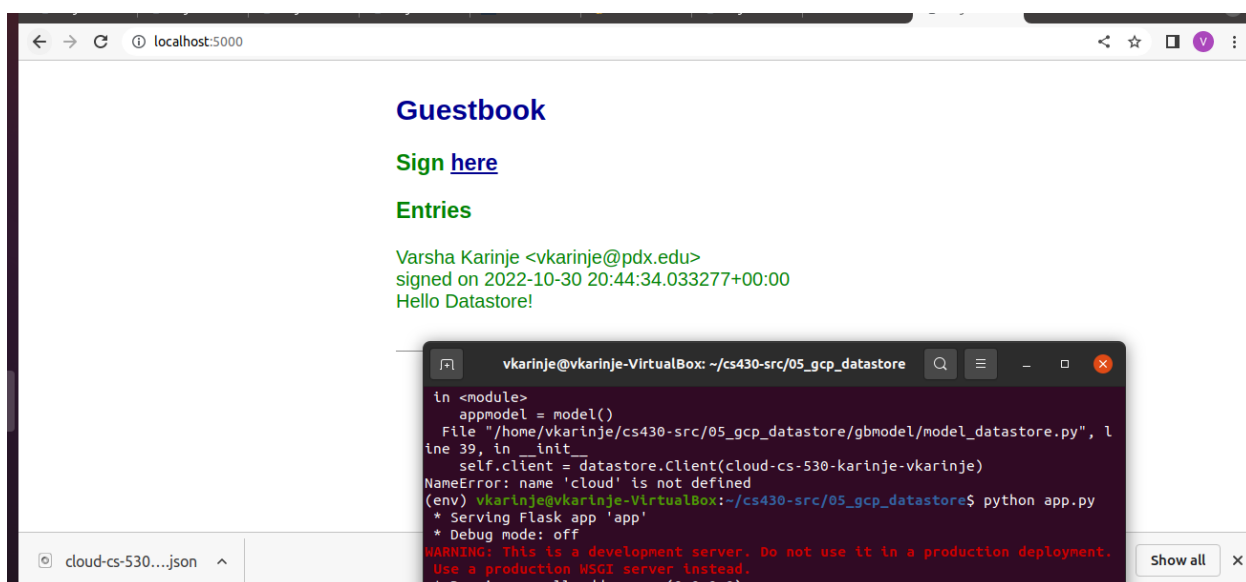 localhost:5000
V
Guestbook
Sign here
Entries
Varsha Karinje <vkarinje@pdx.edu>
signed on 2022-10-30 20:44:34.033277+00:00
Hello Datastore!
vkarinje@vkarinje-VirtualBox: ~/cs430-src/05_gcp_datastore
in <module>
appmodel = model()
File "/home/vkarinje/cs430-src/05_gcp_datastore/gbmodel/model_datastore.py", l
ine 39, in __init__
self.client = datastore.Client(cloud-cs-530-karinje-vkarinje)
NameError: name 'cloud' is not defined
(env) vkarinje@vkarinje-VirtualBox:~/cs430-src/05_gcp_datastore$ python app.py
* Serving Flask app 'app'
* Debug mode: off
WARNING: This is a development server. Do not use it in a production deployment.
Use a production WSGI server instead.
cloud-cs-530....json
Show all